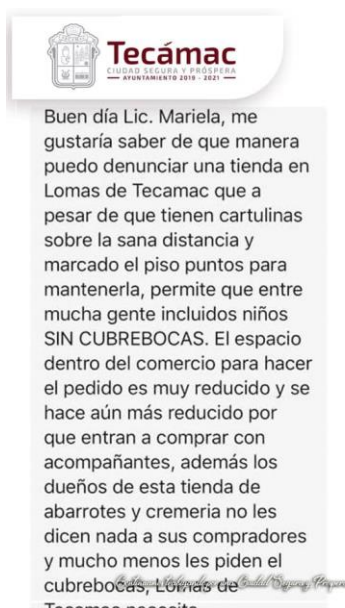 Tecámac
CIUDAD SEGURA Y PRÓSPERA
AYUNTAMIENTO 2019 - 2021
Buen día Lic. Mariela, me
gustaría saber de que manera
puedo denunciar una tienda en
Lomas de Tecamac que a
pesar de que tienen cartulinas
sobre la sana distancia y
marcado el piso puntos para
mantenerla, permite que entre
mucha gente incluidos niños
SIN CUBREBOCAS. El espacio
dentro del comercio para hacer
el pedido es muy reducido y se
hace aún más reducido por
que entran a comprar con
acompañantes, además los
dueños de esta tienda de
abarrotes y cremeria no les
dicen nada a sus compradores
y mucho menos les piden el
cubrebocas, Lomas de
Ciudad Segura y
Tecamac necesita